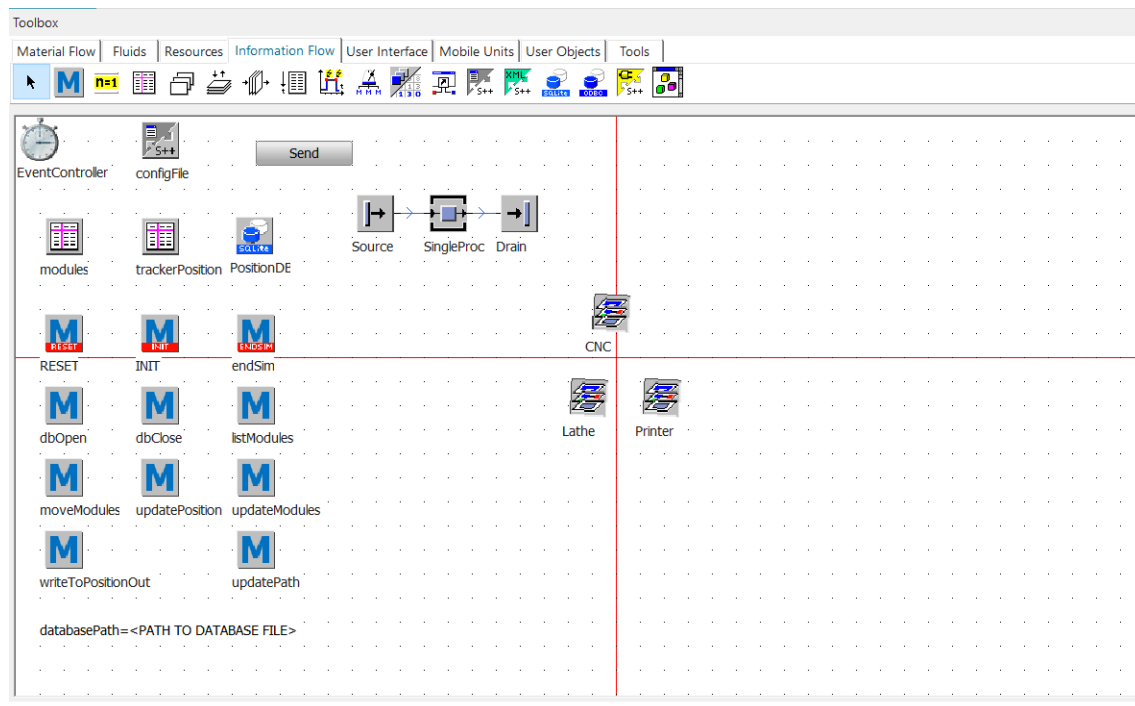 Toolbox
Material Flow Fluids Resources Information Flow User Interface Mobile Units User Objects Tools
M n=1 S++ XML S++ SQLite ODBC S++
EventController
S++
configFile
Send
modules
trackerPosition
SQLite
PositionDB
Source
SingleProc
Drain
CNC
M RESET
M INIT
M ENDSIM
RESET
INIT
endSim
Lathe
Printer
M M M
dbOpen
dbClose
listModules
M M M
moveModules
updatePosition
updateModules
M M
writeToPositionOut
updatePath
databasePath=<PATH TO DATABASE FILE>